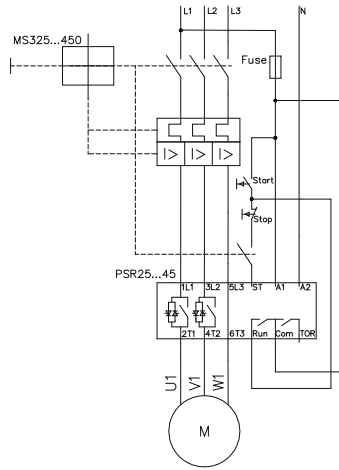 L1 L2 L3 N
MS325...450
Fuse
I> I> I>
Start
Stop
PSR25...45
1L1 3L2 5L3 ST A1 A2
2T1 4T2 6T3 Run Com TOR
U1 V1 W1
M